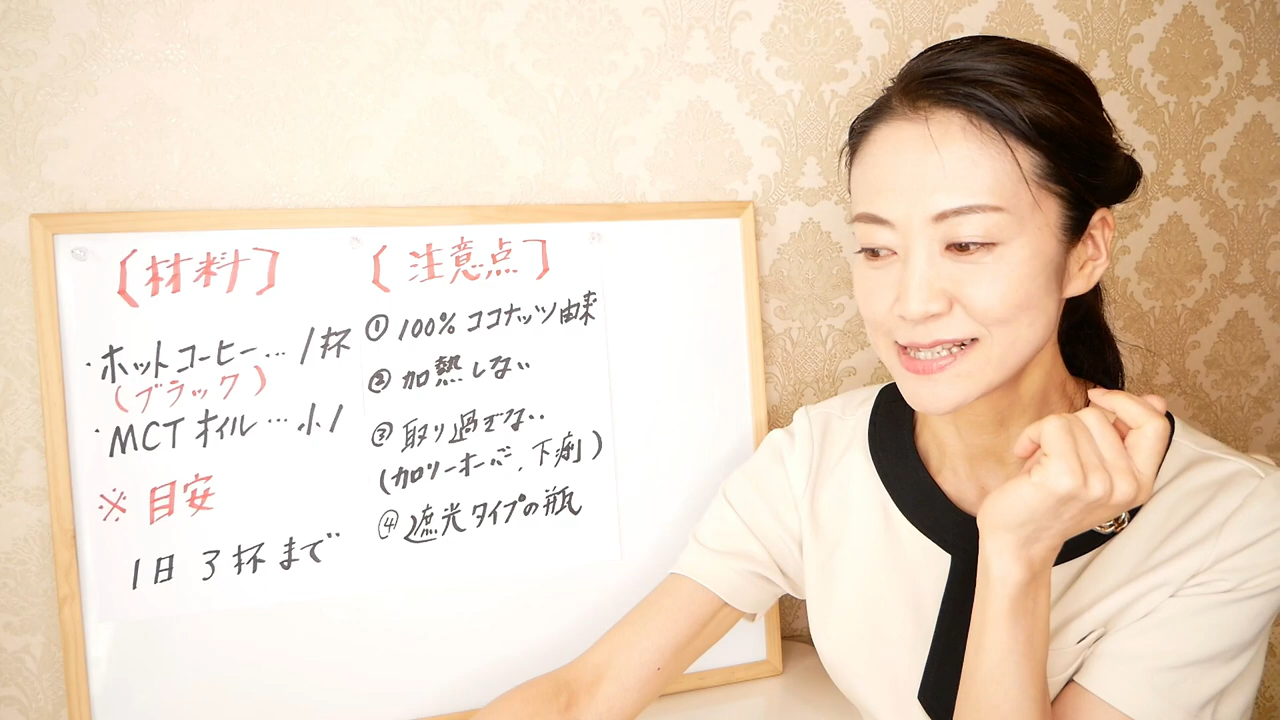 【材料】
・ホットコーヒー…1杯
(ブラック)
・MCTオイル…小1
※目安
1日3杯まで
【注意点】
①100%ココナッツ由来
②加熱しない
③取り過ぎない
(カロリーオーバー、下痢)
④遮光タイプの瓶